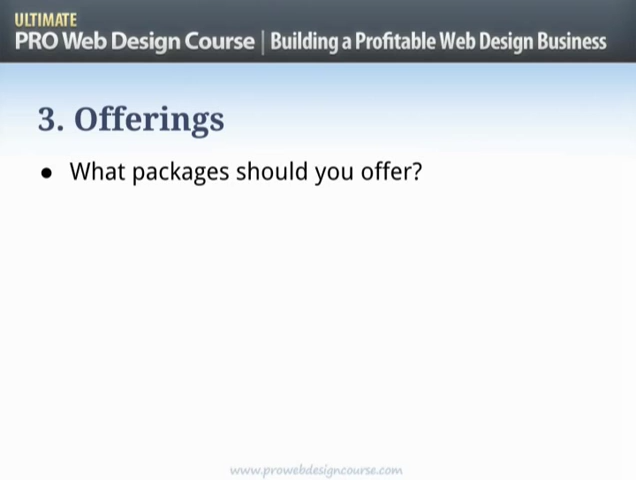 ULTIMATE
PRO Web Design Course | Building a Profitable Web Design Business
3. Offerings
● What packages should you offer?
www.prowebdesigncourse.com